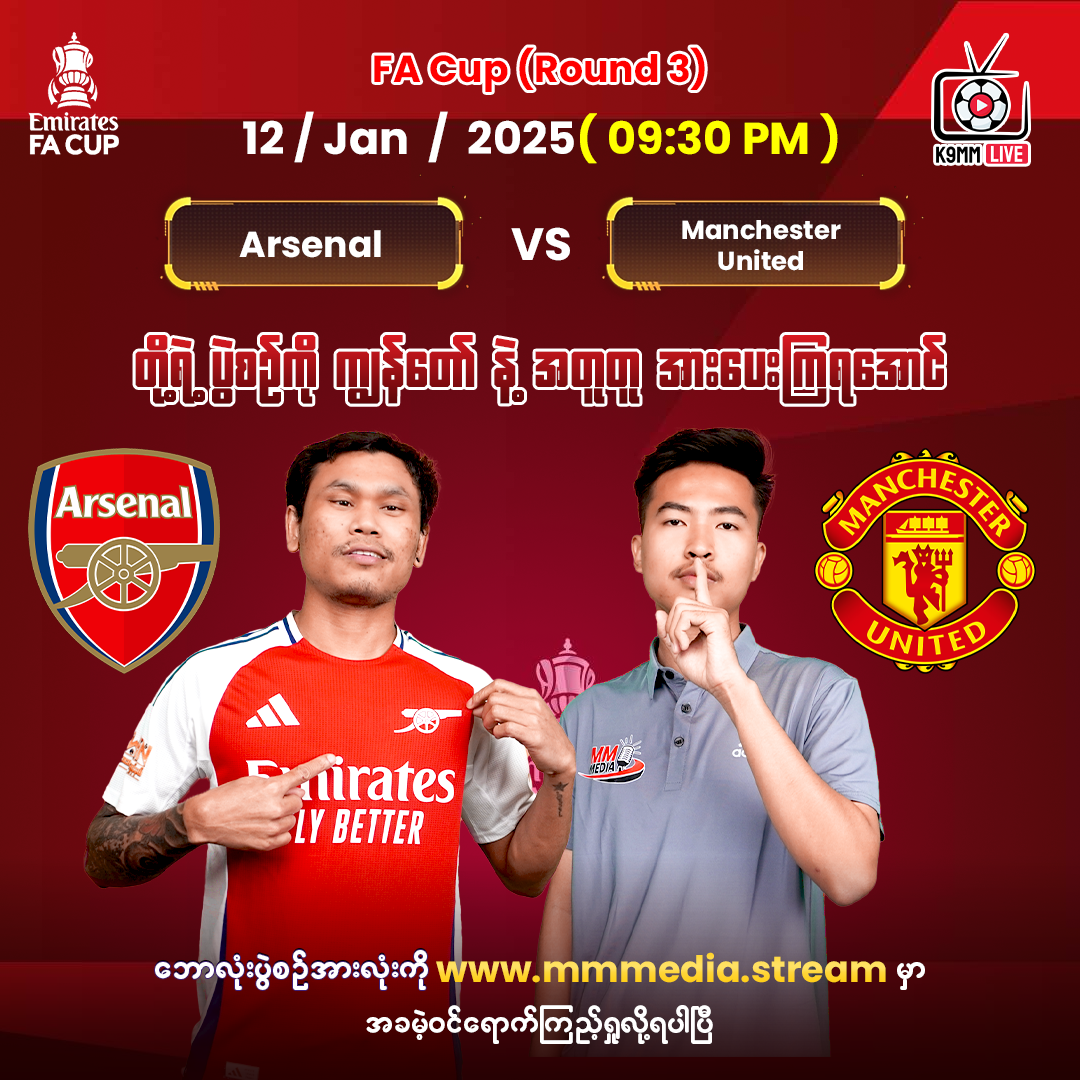 FA Cup (Round 3)
Emirates
FA CUP
12 / Jan / 2025 ( 09:30 PM )
K9MM LIVE
Arsenal
VS
Manchester
United
တို့ရဲ့ပွဲစဉ်ကို ကျွန်တော် နဲ့ အတူတူ အားပေးကြရအောင်
Arsenal
MANCHESTER
UNITED
Emirates
LY BETTER
MM
MEDIA
ဘောလုံးပွဲစဉ်အားလုံးကို www.mmmedia.stream မှာ
အခမဲ့ဝင်ရောက်ကြည့်ရှုလို့ရပါပြီ